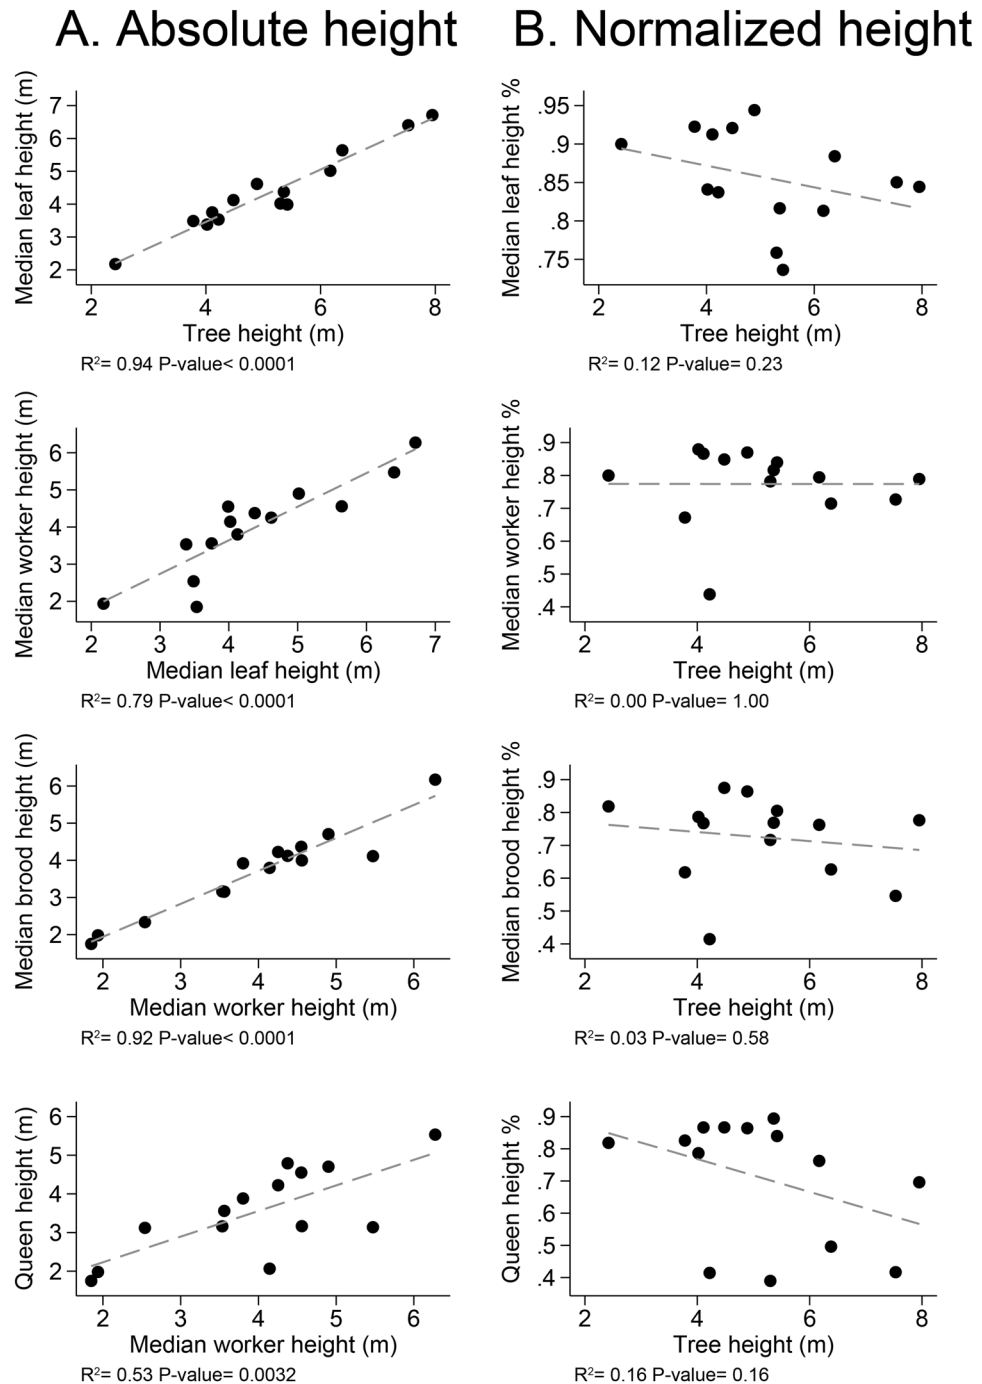 A. Absolute height
B. Normalized height
Median leaf height (m)
7
6
5
4
3
2
2 4 6 8
Tree height (m)
R²= 0.94 P-value< 0.0001
Median leaf height %
.95
.9
.85
.8
.75
2 4 6 8
Tree height (m)
R²= 0.12 P-value= 0.23
Median worker height (m)
6
5
4
3
2
2 3 4 5 6 7
Median leaf height (m)
R²= 0.79 P-value< 0.0001
Median worker height %
.9
.8
.7
.6
.5
.4
2 4 6 8
Tree height (m)
R²= 0.00 P-value= 1.00
Median brood height (m)
6
5
4
3
2
2 3 4 5 6
Median worker height (m)
R²= 0.92 P-value< 0.0001
Median brood height %
.9
.8
.7
.6
.5
.4
2 4 6 8
Tree height (m)
R²= 0.03 P-value= 0.58
Queen height (m)
6
5
4
3
2
2 3 4 5 6
Median worker height (m)
R²= 0.53 P-value= 0.0032
Queen height %
.9
.8
.7
.6
.5
.4
2 4 6 8
Tree height (m)
R²= 0.16 P-value= 0.16